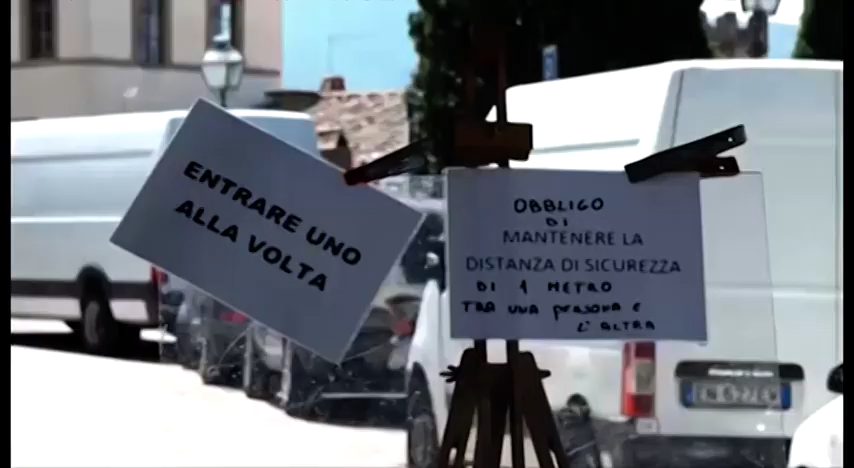 ENTRARE UNO
ALLA VOLTA
OBBLIGO
DI
MANTENERE LA
DISTANZA DI SICUREZZA
DI 1 METRO
TRA UNA PERSONA E
L'ALTRA